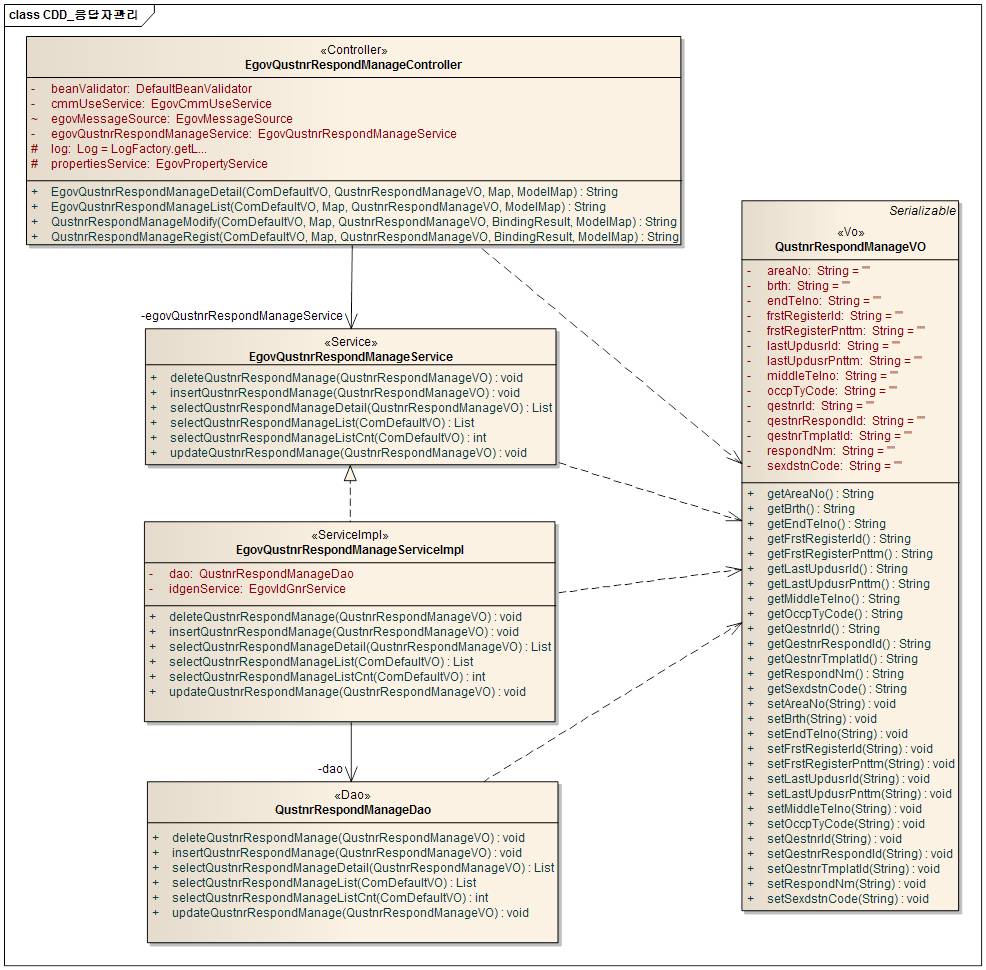 class CDD_응답자관리
«Controller»
EgovQustnrRespondManageController
- beanValidator: DefaultBeanValidator
- cmmUseService: EgovCmmUseService
~ egovMessageSource: EgovMessageSource
- egovQustnrRespondManageService: EgovQustnrRespondManageService
# log: Log = LogFactory.getL...
# propertiesService: EgovPropertyService
+ EgovQustnrRespondManageDetail(ComDefaultVO, QustnrRespondManageVO, Map, ModelMap) : String
+ EgovQustnrRespondManageList(ComDefaultVO, Map, QustnrRespondManageVO, ModelMap) : String
+ QustnrRespondManageModify(ComDefaultVO, Map, QustnrRespondManageVO, BindingResult, ModelMap) : String
+ QustnrRespondManageRegist(ComDefaultVO, Map, QustnrRespondManageVO, BindingResult, ModelMap) : String
-egovQustnrRespondManageService
«Service»
EgovQustnrRespondManageService
+ deleteQustnrRespondManage(QustnrRespondManageVO) : void
+ insertQustnrRespondManage(QustnrRespondManageVO) : void
+ selectQustnrRespondManageDetail(QustnrRespondManageVO) : List
+ selectQustnrRespondManageList(ComDefaultVO) : List
+ selectQustnrRespondManageListCnt(ComDefaultVO) : int
+ updateQustnrRespondManage(QustnrRespondManageVO) : void
«ServiceImpl»
EgovQustnrRespondManageServiceImpl
- dao: QustnrRespondManageDao
- idgenService: EgovIdGnrService
+ deleteQustnrRespondManage(QustnrRespondManageVO) : void
+ insertQustnrRespondManage(QustnrRespondManageVO) : void
+ selectQustnrRespondManageDetail(QustnrRespondManageVO) : List
+ selectQustnrRespondManageList(ComDefaultVO) : List
+ selectQustnrRespondManageListCnt(ComDefaultVO) : int
+ updateQustnrRespondManage(QustnrRespondManageVO) : void
-dao
«Dao»
QustnrRespondManageDao
+ deleteQustnrRespondManage(QustnrRespondManageVO) : void
+ insertQustnrRespondManage(QustnrRespondManageVO) : void
+ selectQustnrRespondManageDetail(QustnrRespondManageVO) : List
+ selectQustnrRespondManageList(ComDefaultVO) : List
+ selectQustnrRespondManageListCnt(ComDefaultVO) : int
+ updateQustnrRespondManage(QustnrRespondManageVO) : void
Serializable
«Vo»
QustnrRespondManageVO
- areaNo: String = ""
- brth: String = ""
- endTelno: String = ""
- frstRegisterId: String = ""
- frstRegisterPnttm: String = ""
- lastUpdusrId: String = ""
- lastUpdusrPnttm: String = ""
- middleTelno: String = ""
- occpTyCode: String = ""
- qestnrId: String = ""
- qestnrRespondId: String = ""
- qestnrTmplatId: String = ""
- respondNm: String = ""
- sexdstnCode: String = ""
+ getAreaNo() : String
+ getBrth() : String
+ getEndTelno() : String
+ getFrstRegisterId() : String
+ getFrstRegisterPnttm() : String
+ getLastUpdusrId() : String
+ getLastUpdusrPnttm() : String
+ getMiddleTelno() : String
+ getOccpTyCode() : String
+ getQestnrId() : String
+ getQestnrRespondId() : String
+ getQestnrTmplatId() : String
+ getRespondNm() : String
+ getSexdstnCode() : String
+ setAreaNo(String) : void
+ setBrth(String) : void
+ setEndTelno(String) : void
+ setFrstRegisterId(String) : void
+ setFrstRegisterPnttm(String) : void
+ setLastUpdusrId(String) : void
+ setLastUpdusrPnttm(String) : void
+ setMiddleTelno(String) : void
+ setOccpTyCode(String) : void
+ setQestnrId(String) : void
+ setQestnrRespondId(String) : void
+ setQestnrTmplatId(String) : void
+ setRespondNm(String) : void
+ setSexdstnCode(String) : void